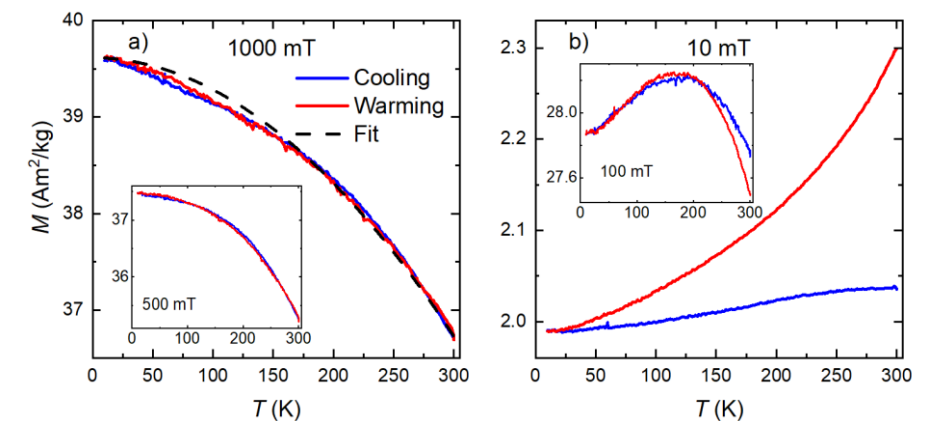 a)
1000 mT
Cooling
Warming
Fit
40
39
38
37
M (Am²/kg)
0 50 100 150 200 250 300
T (K)
37
36
35
500 mT
0 100 200 300
b)
10 mT
2.3
2.2
2.1
2.0
0 50 100 150 200 250 300
T (K)
28.0
27.6
100 mT
0 100 200 300